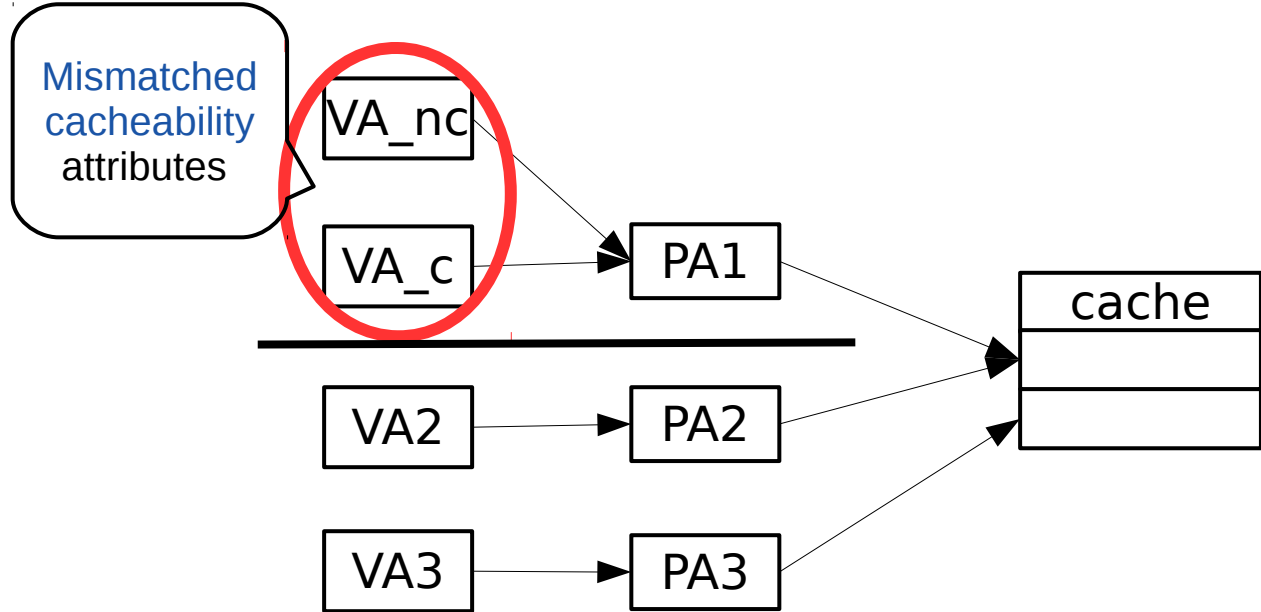 Mismatched
cacheability
attributes
VA_nc
VA_c
PA1
cache
VA2
PA2
VA3
PA3